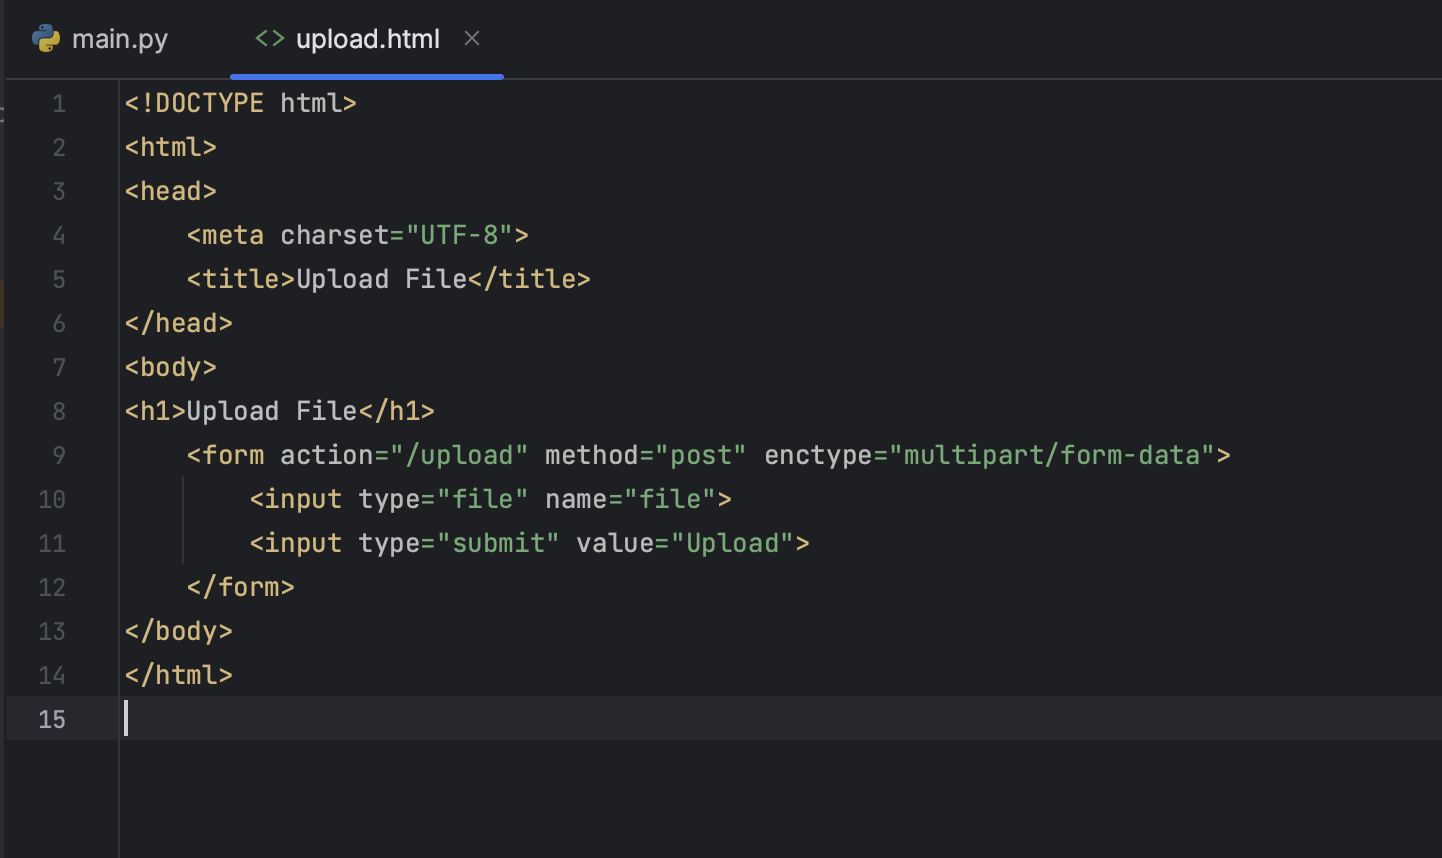 main.py
upload.html
1 <!DOCTYPE html>
2 <html>
3 <head>
4     <meta charset="UTF-8">
5     <title>Upload File</title>
6 </head>
7 <body>
8 <h1>Upload File</h1>
9     <form action="/upload" method="post" enctype="multipart/form-data">
10         <input type="file" name="file">
11         <input type="submit" value="Upload">
12     </form>
13 </body>
14 </html>
15